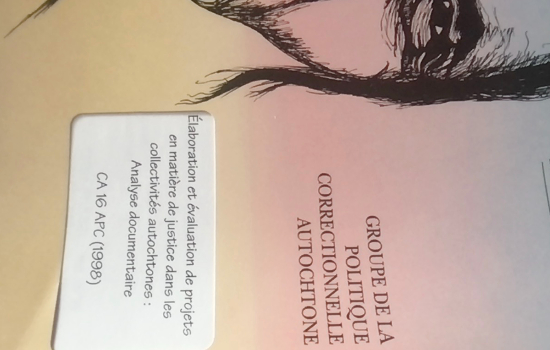 GROUPE DE LA
POLITIQUE
CORRECTIONNELLE
AUTOCHTONE
Élaboration et évaluation de projets
en matière de justice dans les
collectivités autochtones :
Analyse documentaire
CA 16 APC (1998)